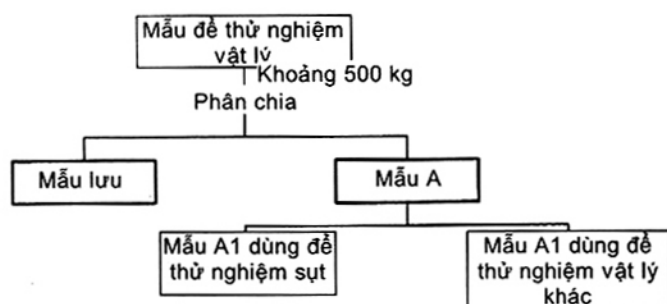 Mẫu để thử nghiệm
vật lý
Khoảng 500 kg
Phân chia
Mẫu lưu
Mẫu A
Mẫu A1 dùng để
thử nghiệm sụt
Mẫu A1 dùng để
thử nghiệm vật lý
khác